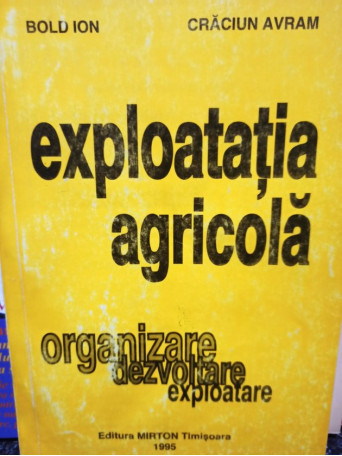 BOLD ION CRĂCIUN AVRAM
exploatația
agricolă
organizare
dezvoltare
exploatare
Editura MIRTON Timișoara
1995